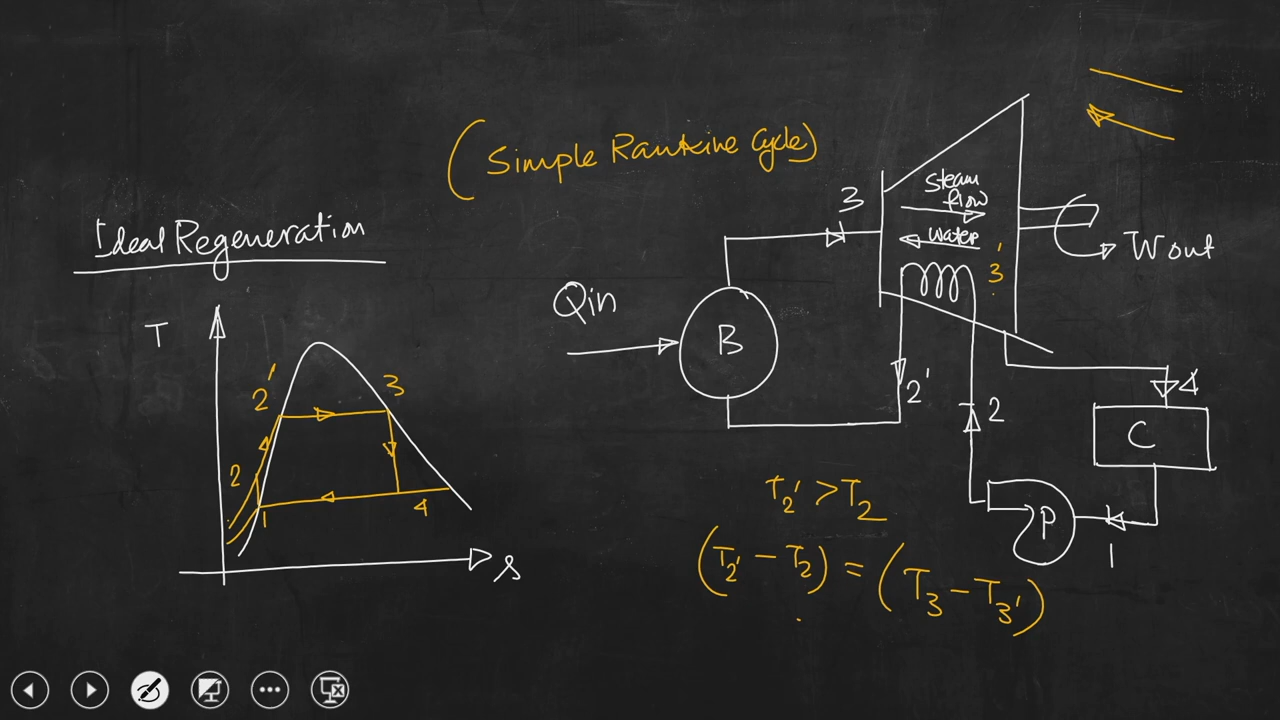 (Simple Rankine Cycle)
Ideal Regeneration
T
2'
3
2
1
4
s
Qin
B
3
Steam flow
water
3'
Wout
2'
2
4
C
P
1
T2' > T2
(T2' − T2) = (T3 − T3')